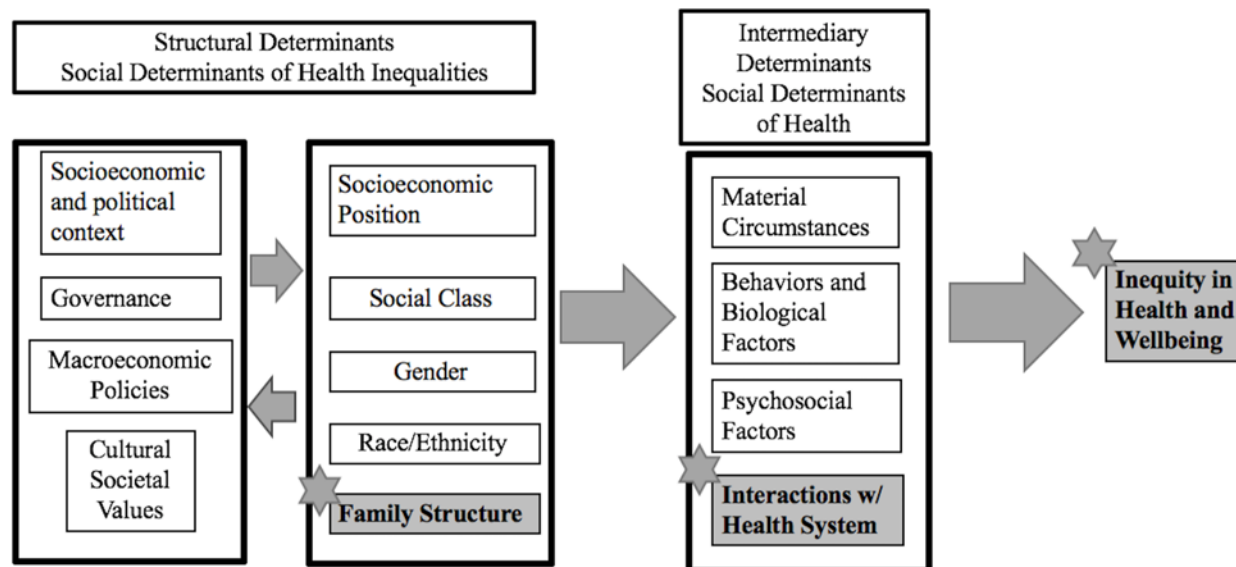 Structural Determinants
Social Determinants of Health Inequalities
Intermediary
Determinants
Social Determinants
of Health
Socioeconomic
and political
context
Governance
Macroeconomic
Policies
Cultural
Societal
Values
Socioeconomic
Position
Social Class
Gender
Race/Ethnicity
Family Structure
Material
Circumstances
Behaviors and
Biological
Factors
Psychosocial
Factors
Interactions w/
Health System
Inequity in
Health and
Wellbeing